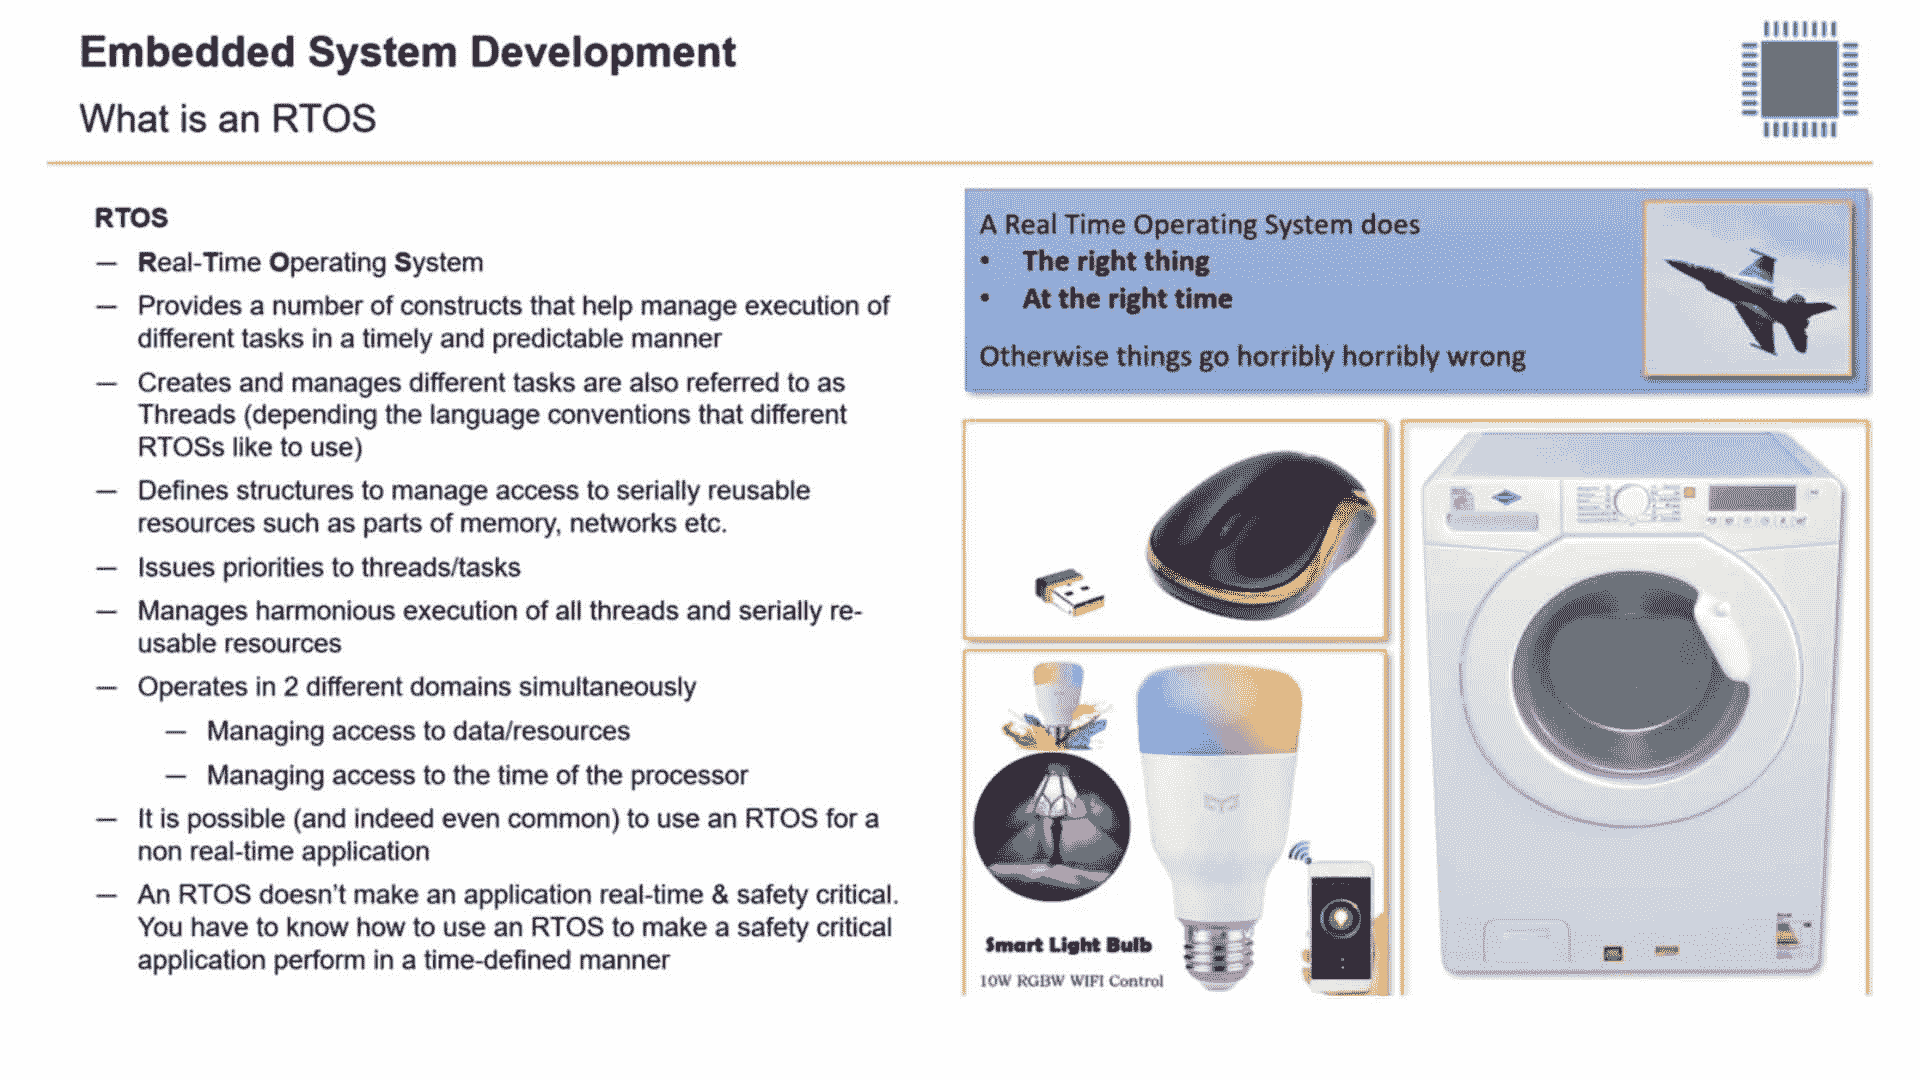 Embedded System Development
What is an RTOS
RTOS
— Real-Time Operating System
— Provides a number of constructs that help manage execution of
different tasks in a timely and predictable manner
— Creates and manages different tasks are also referred to as
Threads (depending the language conventions that different
RTOSs like to use)
— Defines structures to manage access to serially reusable
resources such as parts of memory, networks etc.
— Issues priorities to threads/tasks
— Manages harmonious execution of all threads and serially re-
usable resources
— Operates in 2 different domains simultaneously
— Managing access to data/resources
— Managing access to the time of the processor
— It is possible (and indeed even common) to use an RTOS for a
non real-time application
— An RTOS doesn't make an application real-time & safety critical.
You have to know how to use an RTOS to make a safety critical
application perform in a time-defined manner
A Real Time Operating System does
• The right thing
• At the right time
Otherwise things go horribly horribly wrong
Smart Light Bulb
10W RGBW WIFI Control